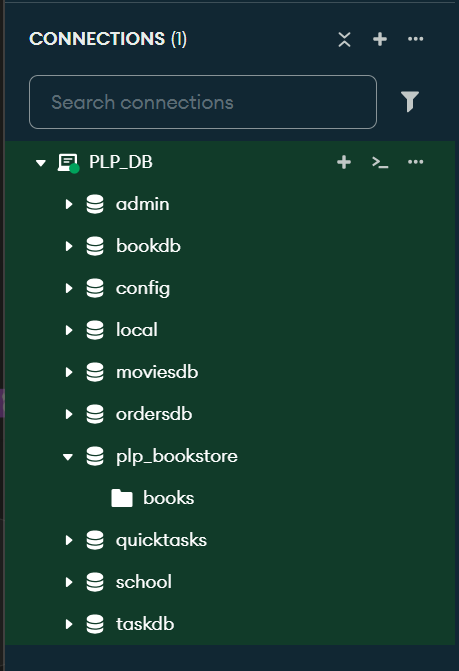 CONNECTIONS (1)
Search connections
PLP_DB
admin
bookdb
config
local
moviesdb
ordersdb
plp_bookstore
books
quicktasks
school
taskdb